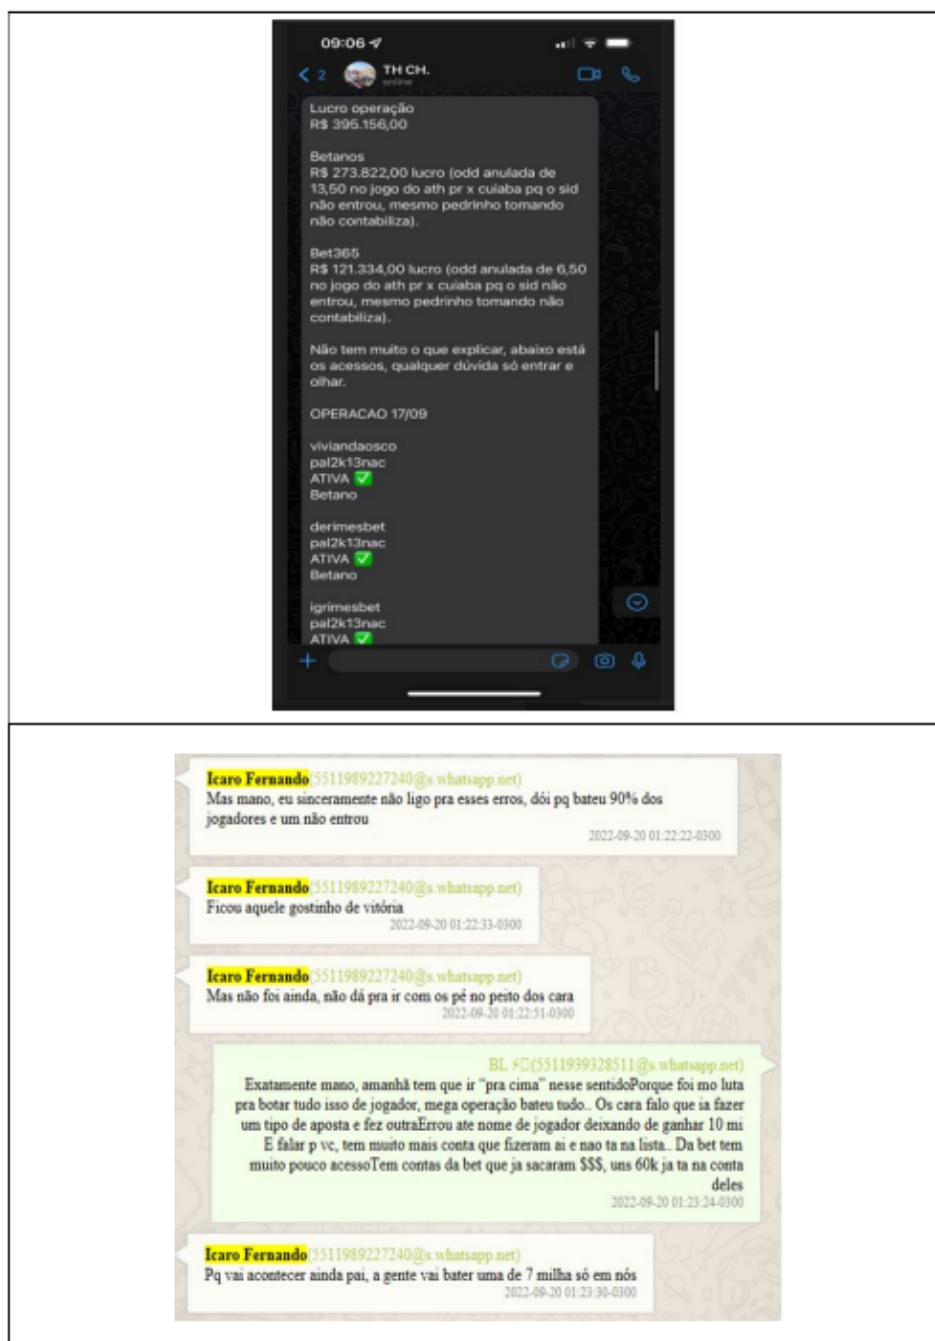 09:06
2
TH CH.
online
Lucro operação
R$ 395.156,00
Betanos
R$ 273.822,00 lucro (odd anulada de
13,50 no jogo do ath pr x cuiaba pq o sid
não entrou, mesmo pedrinho tomando
não contabiliza).
Bet365
R$ 121.334,00 lucro (odd anulada de 6,50
no jogo do ath pr x cuiaba pq o sid não
entrou, mesmo pedrinho tomando não
contabiliza).
Não tem muito o que explicar, abaixo está
os acessos, qualquer dúvida só entrar e
olhar.
OPERACAO 17/09
viviandaosco
pal2k13nac
ATIVA ✅
Betano
derimesbet
pal2k13nac
ATIVA ✅
Betano
igrimesbet
pal2k13nac
ATIVA ✅
Icaro Fernando(5511989227240@s.whatsapp.net)
Mas mano, eu sinceramente não ligo pra esses erros, dói pq bateu 90% dos
jogadores e um não entrou
2022-09-20 01:22:22-0300
Icaro Fernando(5511989227240@s.whatsapp.net)
Ficou aquele gostinho de vitória
2022-09-20 01:22:33-0300
Icaro Fernando(5511989227240@s.whatsapp.net)
Mas não foi ainda, não dá pra ir com os pé no peito dos cara
2022-09-20 01:22:51-0300
BL ⚡(5511939328511@s.whatsapp.net)
Exatamente mano, amanhã tem que ir “pra cima” nesse sentidoPorque foi mo luta
pra botar tudo isso de jogador, mega operação bateu tudo.. Os cara falo que ia fazer
um tipo de aposta e fez outraErrou ate nome de jogador deixando de ganhar 10 mi
E falar p vc, tem muito mais conta que fizeram ai e nao ta na lista.. Da bet tem
muito pouco acessoTem contas da bet que ja sacaram $$$, uns 60k ja ta na conta
deles
2022-09-20 01:23:24-0300
Icaro Fernando(5511989227240@s.whatsapp.net)
Pq vai acontecer ainda pai, a gente vai bater uma de 7 milha só em nós
2022-09-20 01:23:30-0300